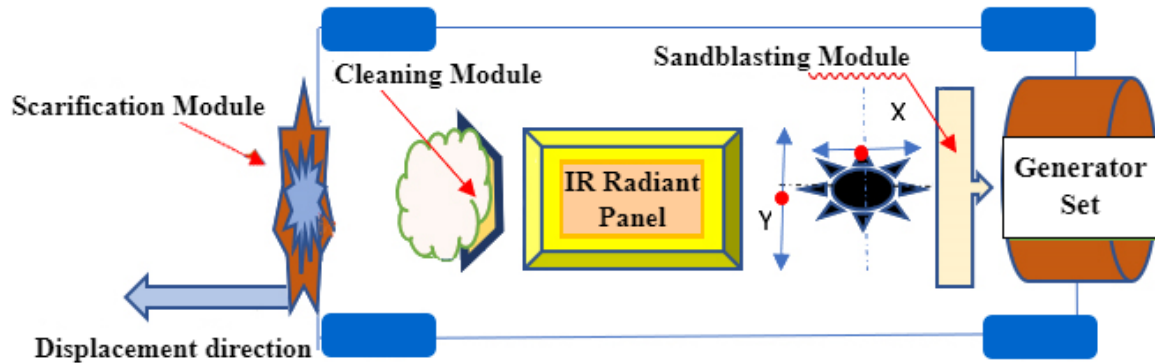 Scarification Module
Cleaning Module
IR Radiant
Panel
Sandblasting Module
X
Y
Generator
Set
Displacement direction